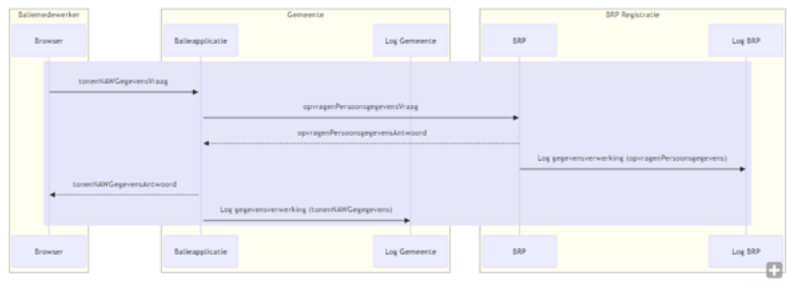 Baliemedewerker
Gemeente
BRP Registratie
Browser
Balieapplicatie
Log Gemeente
BRP
Log BRP
tonenNAWGegevensVraag
opvragenPersoonsgegevensVraag
opvragenPersoonsgegevensAntwoord
Log gegevensverwerking (opvragenPersoonsgegevens)
tonenNAWGegevensAntwoord
Log gegevensverwerking (tonenNAWGegegevens)
Browser
Balieapplicatie
Log Gemeente
BRP
Log BRP